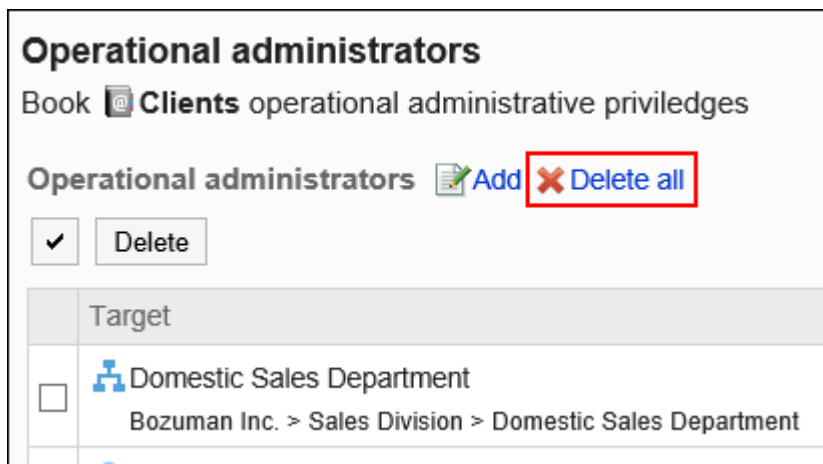 Operational administrators
Book Clients operational administrative priviledges
Operational administrators Add Delete all
Delete
Target
Domestic Sales Department
Bozuman Inc. > Sales Division > Domestic Sales Department